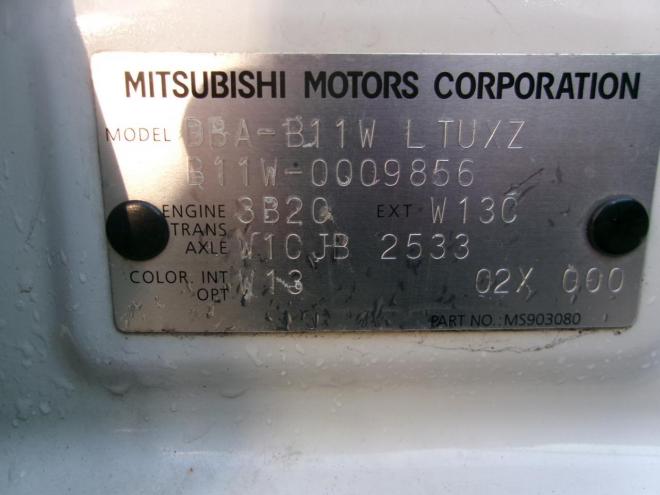 MITSUBISHI MOTORS CORPORATION
MODEL DBA-B11W LTUXZ
B11W-0009856
ENGINE 3B20 EXT W13C
TRANS
AXLE W1CJB 2533
COLOR. INT W13 02X 000
OPT
PART NO.: MS903080